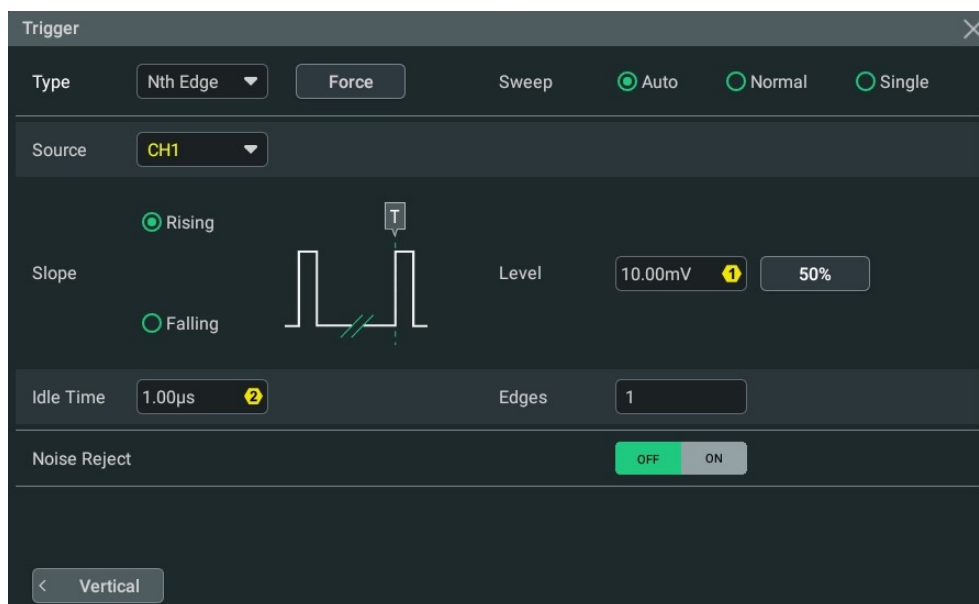 Trigger
Type Nth Edge Force Sweep Auto Normal Single
Source CH1
Rising
T
Slope Level 10.00mV 1 50%
Falling
Idle Time 1.00µs 2 Edges 1
Noise Reject OFF ON
< Vertical